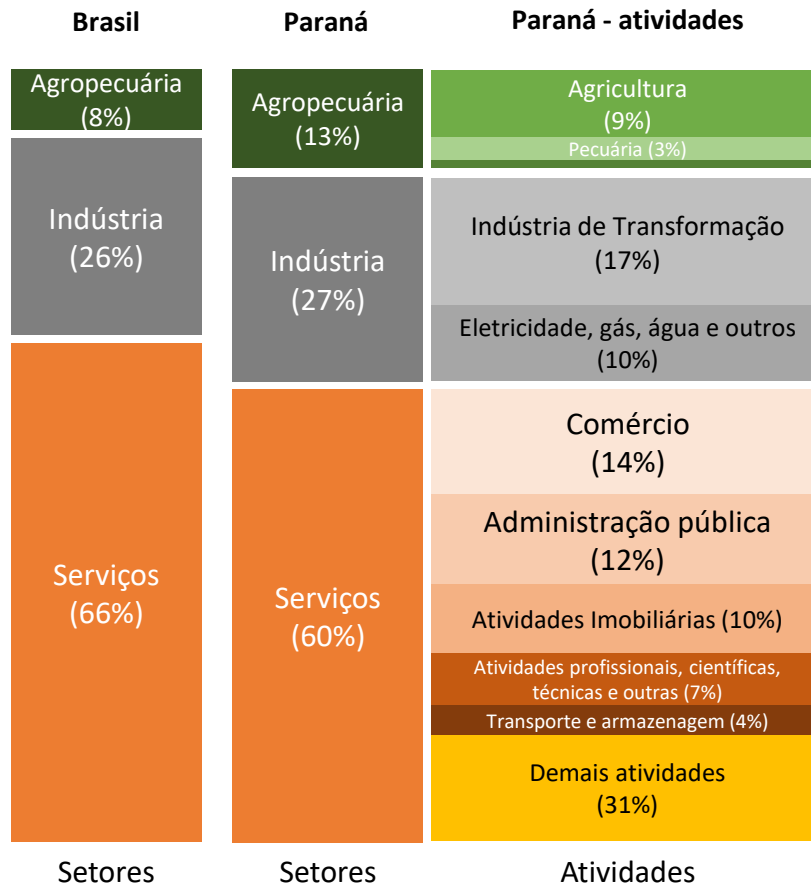 Brasil
Paraná
Paraná - atividades
Agropecuária
(8%)
Indústria
(26%)
Serviços
(66%)
Setores
Agropecuária
(13%)
Indústria
(27%)
Serviços
(60%)
Setores
Agricultura
(9%)
Pecuária (3%)
Indústria de Transformação
(17%)
Eletricidade, gás, água e outros
(10%)
Comércio
(14%)
Administração pública
(12%)
Atividades Imobiliárias (10%)
Atividades profissionais, científicas,
técnicas e outras (7%)
Transporte e armazenagem (4%)
Demais atividades
(31%)
Atividades